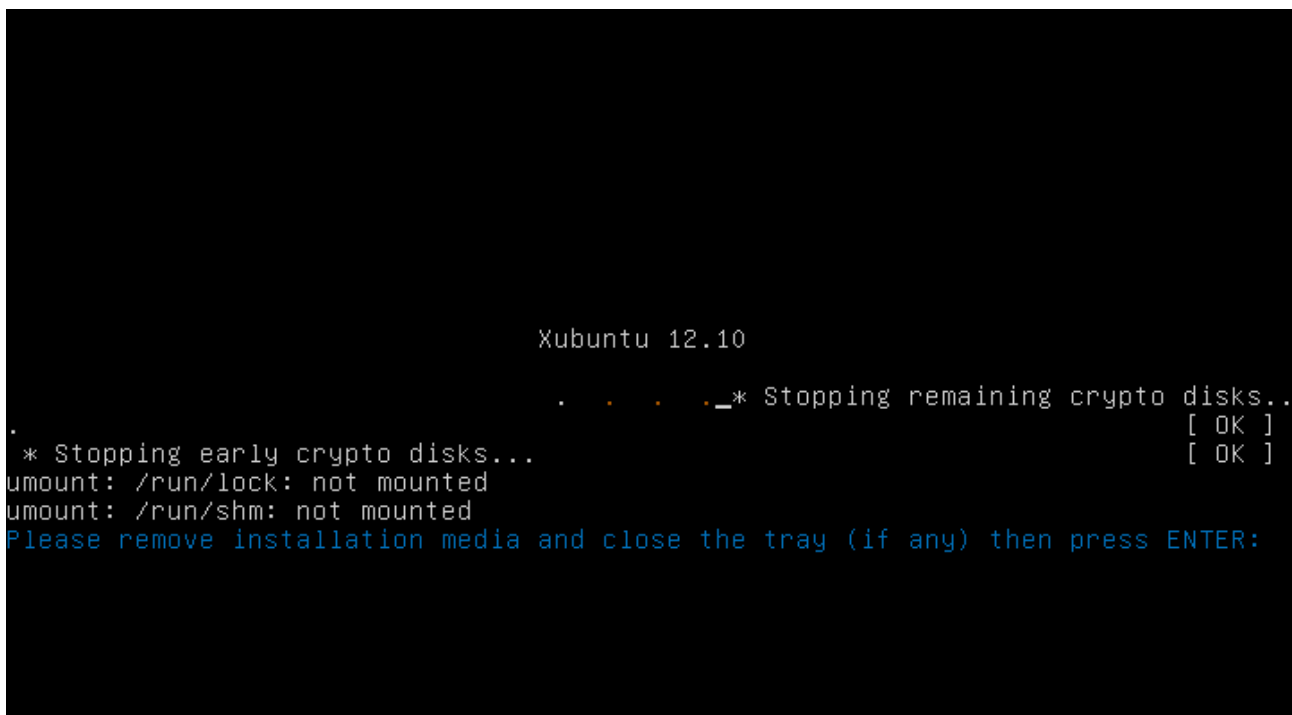 Xubuntu 12.10
. . . ._* Stopping remaining crypto disks..
. [ OK ]
* Stopping early crypto disks... [ OK ]
umount: /run/lock: not mounted
umount: /run/shm: not mounted
Please remove installation media and close the tray (if any) then press ENTER: